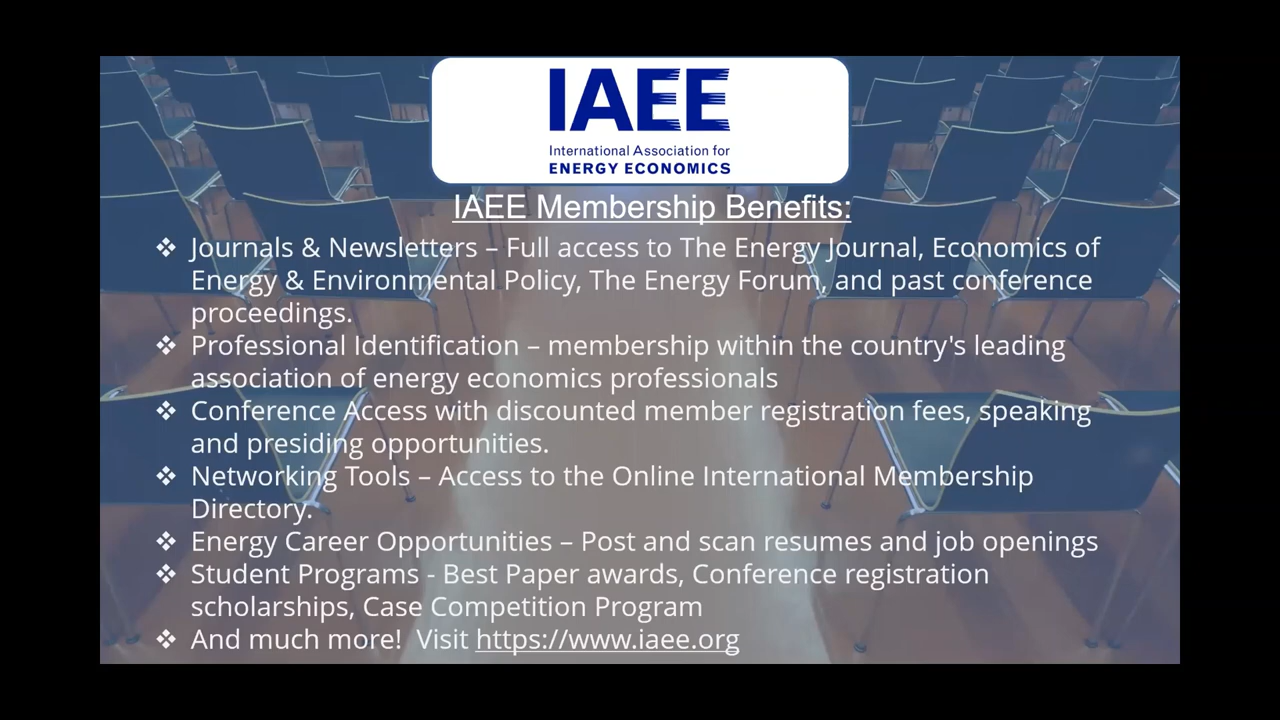 IAEE
International Association for
ENERGY ECONOMICS
IAEE Membership Benefits:
❖ Journals & Newsletters – Full access to The Energy Journal, Economics of
Energy & Environmental Policy, The Energy Forum, and past conference
proceedings.
❖ Professional Identification – membership within the country's leading
association of energy economics professionals
❖ Conference Access with discounted member registration fees, speaking
and presiding opportunities.
❖ Networking Tools – Access to the Online International Membership
Directory.
❖ Energy Career Opportunities – Post and scan resumes and job openings
❖ Student Programs - Best Paper awards, Conference registration
scholarships, Case Competition Program
❖ And much more!  Visit https://www.iaee.org